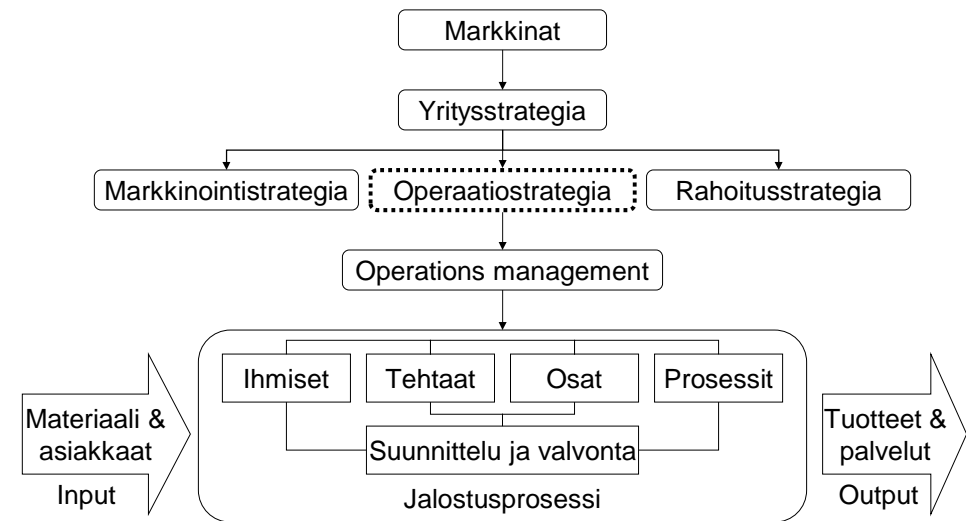 Markkinat
Yritysstrategia
Markkinointistrategia
Operaatiostrategia
Rahoitusstrategia
Operations management
Ihmiset
Tehtaat
Osat
Prosessit
Suunnittelu ja valvonta
Jalostusprosessi
Materiaali &
asiakkaat
Input
Tuotteet &
palvelut
Output